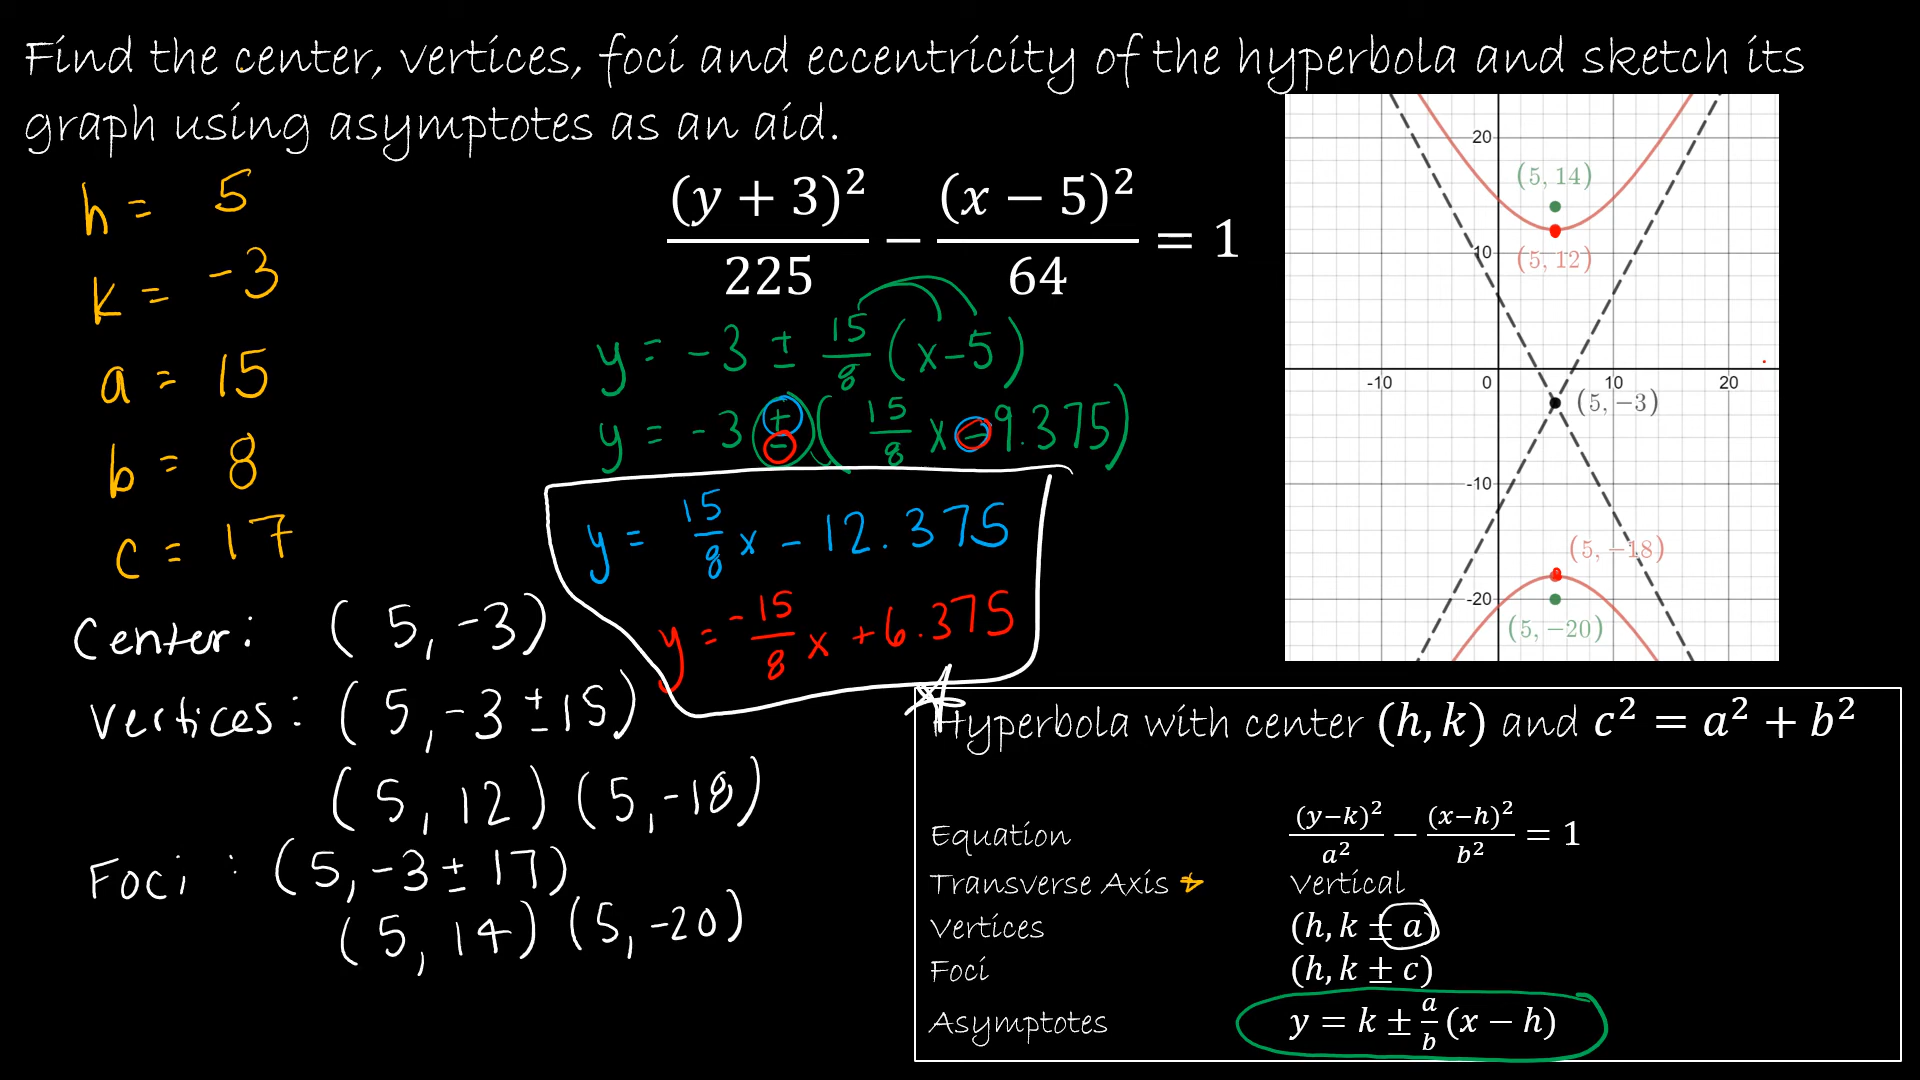 Find the center, vertices, foci and eccentricity of the hyperbola and sketch its
graph using asymptotes as an aid.
(y + 3)² / 225 − (x − 5)² / 64 = 1
h = 5
k = -3
a = 15
b = 8
c = 17
y = -3 ± 15/8 (x-5)
y = -3 ± (15/8 x - 9.375)
y = 15/8 x - 12.375
y = -15/8 x + 6.375
Center: (5, -3)
Vertices: (5, -3 ± 15)
(5, 12) (5, -18)
Foci: (5, -3 ± 17)
(5, 14) (5, -20)
20
(5, 14)
10
(5, 12)
-10
0
10
20
(5, −3)
-10
(5, −18)
-20
(5, −20)
Hyperbola with center (h, k) and c² = a² + b²
Equation (y−k)²/a² − (x−h)²/b² = 1
Transverse Axis Vertical
Vertices (h, k ± a)
Foci (h, k ± c)
Asymptotes y = k ± a/b (x − h)